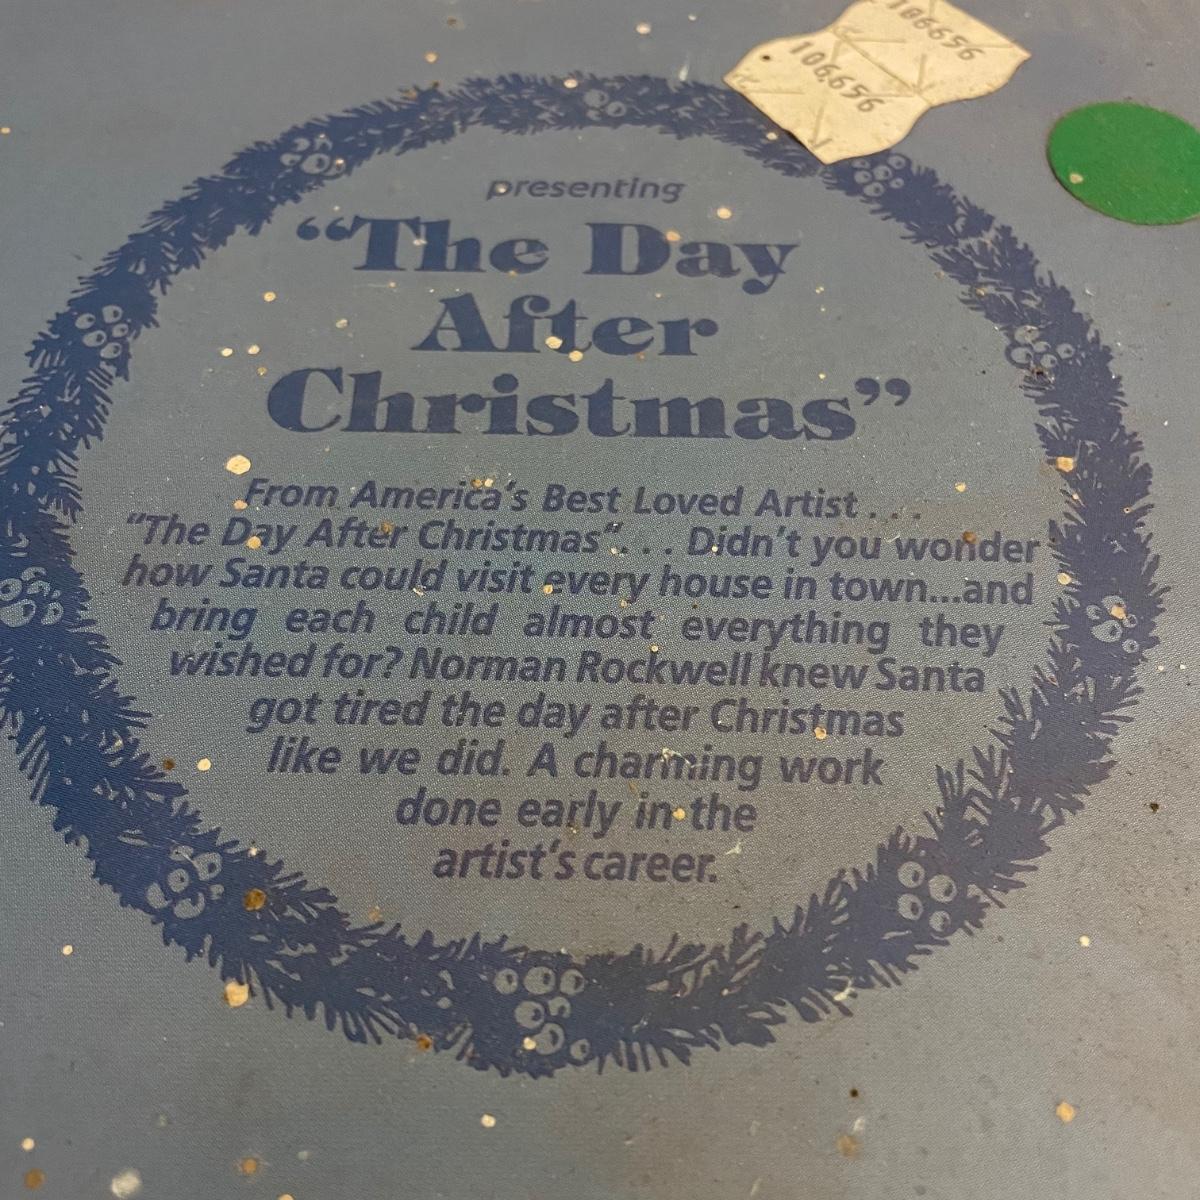 106656
106656
presenting
“The Day
After
Christmas”
From America's Best Loved Artist . . .
"The Day After Christmas". . . Didn't you wonder
how Santa could visit every house in town...and
bring each child almost everything they
wished for? Norman Rockwell knew Santa
got tired the day after Christmas
like we did. A charming work
done early in the
artist's career.